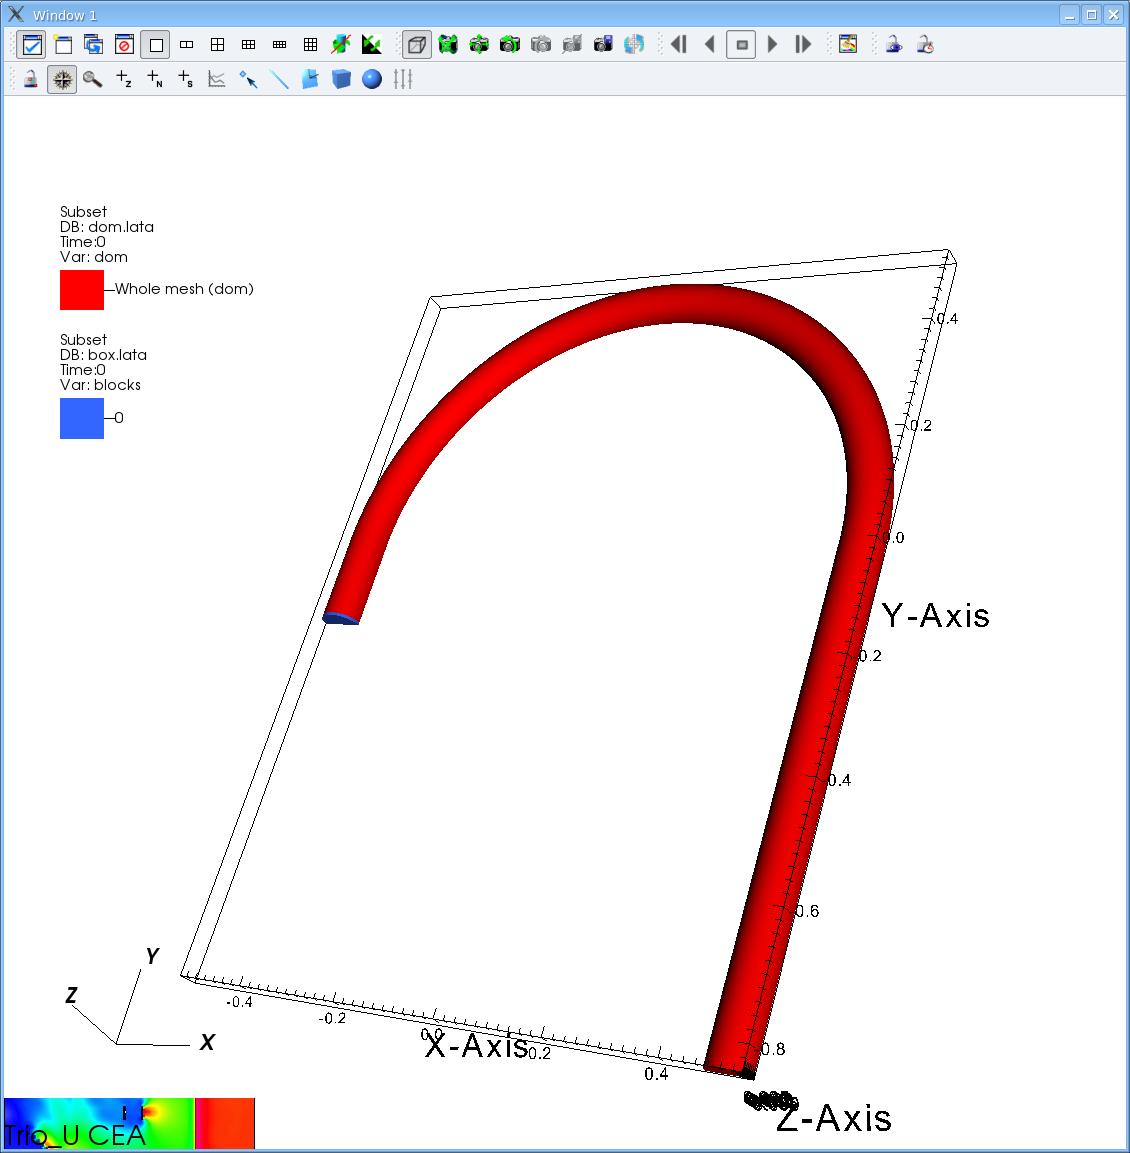 Window 1
Subset
DB: dom.lata
Time:0
Var: dom
Whole mesh (dom)
Subset
DB: box.lata
Time:0
Var: blocks
0
0.4
0.2
0.0
Y-Axis
0.2
0.4
0.6
0.8
Y
Z
X
-0.4
-0.2
0.0
0.2
0.4
X-Axis
Z-Axis
Trio_U CEA